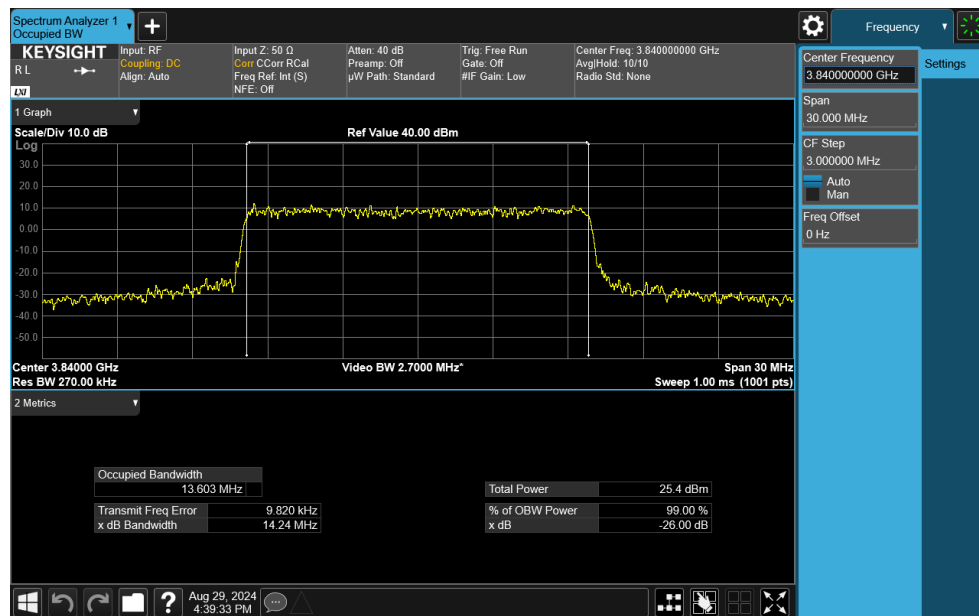 Spectrum Analyzer 1
Occupied BW
Frequency
KEYSIGHT
R L
LXI
Input: RF
Coupling: DC
Align: Auto
Input Z: 50 Ω
Corr CCorr RCal
Freq Ref: Int (S)
NFE: Off
Atten: 40 dB
Preamp: Off
µW Path: Standard
Trig: Free Run
Gate: Off
#IF Gain: Low
Center Freq: 3.840000000 GHz
Avg|Hold: 10/10
Radio Std: None
Center Frequency
3.840000000 GHz
Settings
Span
30.000 MHz
CF Step
3.000000 MHz
Auto
Man
Freq Offset
0 Hz
1 Graph
Scale/Div 10.0 dB
Ref Value 40.00 dBm
Log
30.0
20.0
10.0
0.00
-10.0
-20.0
-30.0
-40.0
-50.0
Center 3.84000 GHz
Video BW 2.7000 MHz*
Span 30 MHz
Res BW 270.00 kHz
Sweep 1.00 ms (1001 pts)
2 Metrics
Occupied Bandwidth
13.603 MHz
Total Power 25.4 dBm
Transmit Freq Error 9.820 kHz
% of OBW Power 99.00 %
x dB Bandwidth 14.24 MHz
x dB -26.00 dB
Aug 29, 2024
4:39:33 PM